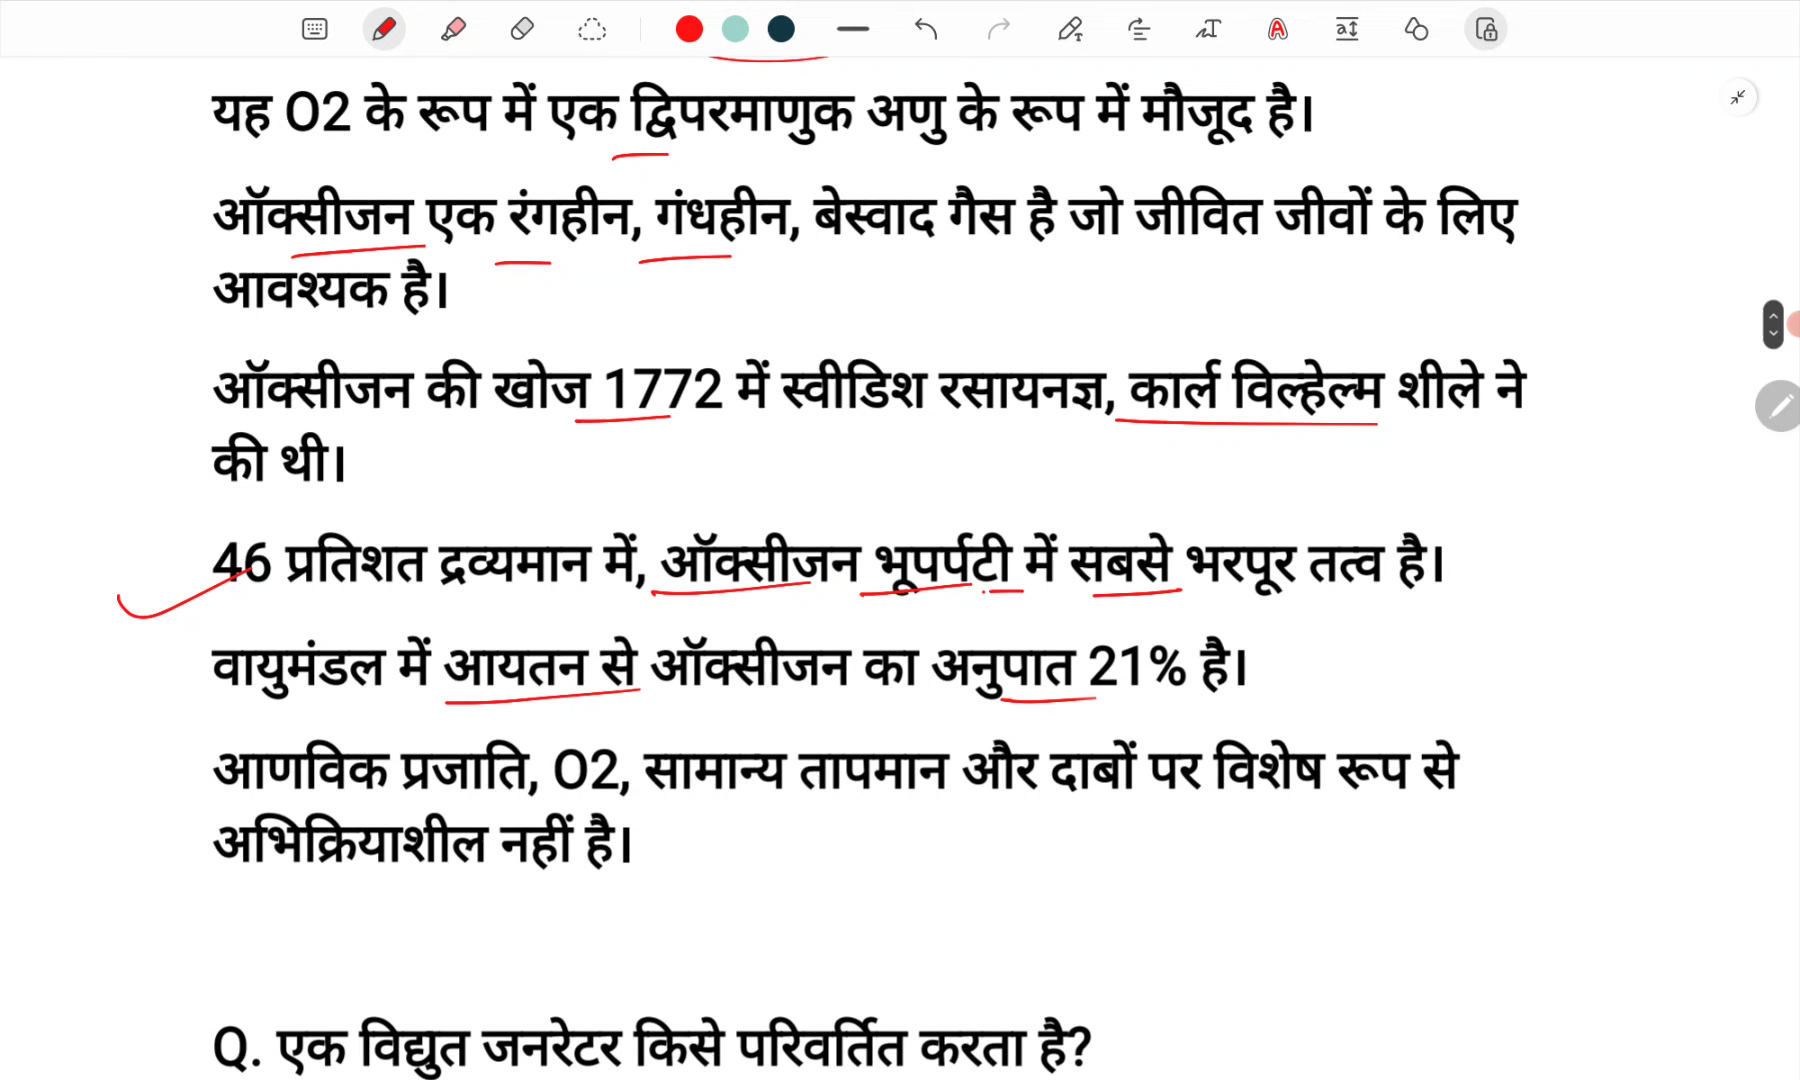 यह O2 के रूप में एक द्विपरमाणुक अणु के रूप में मौजूद है।
ऑक्सीजन एक रंगहीन, गंधहीन, बेस्वाद गैस है जो जीवित जीवों के लिए
आवश्यक है।
ऑक्सीजन की खोज 1772 में स्वीडिश रसायनज्ञ, कार्ल विल्हेल्म शीले ने
की थी।
46 प्रतिशत द्रव्यमान में, ऑक्सीजन भूपर्पटी में सबसे भरपूर तत्व है।
वायुमंडल में आयतन से ऑक्सीजन का अनुपात 21% है।
आणविक प्रजाति, O2, सामान्य तापमान और दाबों पर विशेष रूप से
अभिक्रियाशील नहीं है।
Q. एक विद्युत जनरेटर किसे परिवर्तित करता है?